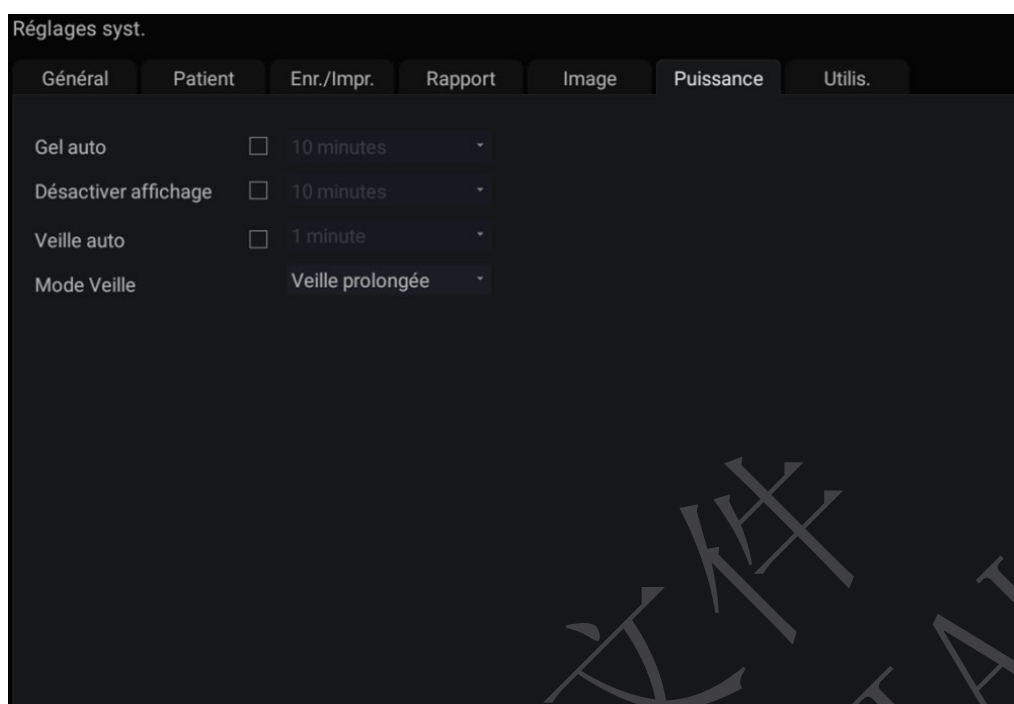 Réglages syst.
Général Patient Enr./Impr. Rapport Image Puissance Utilis.
Gel auto 10 minutes
Désactiver affichage 10 minutes
Veille auto 1 minute
Mode Veille Veille prolongée
文件